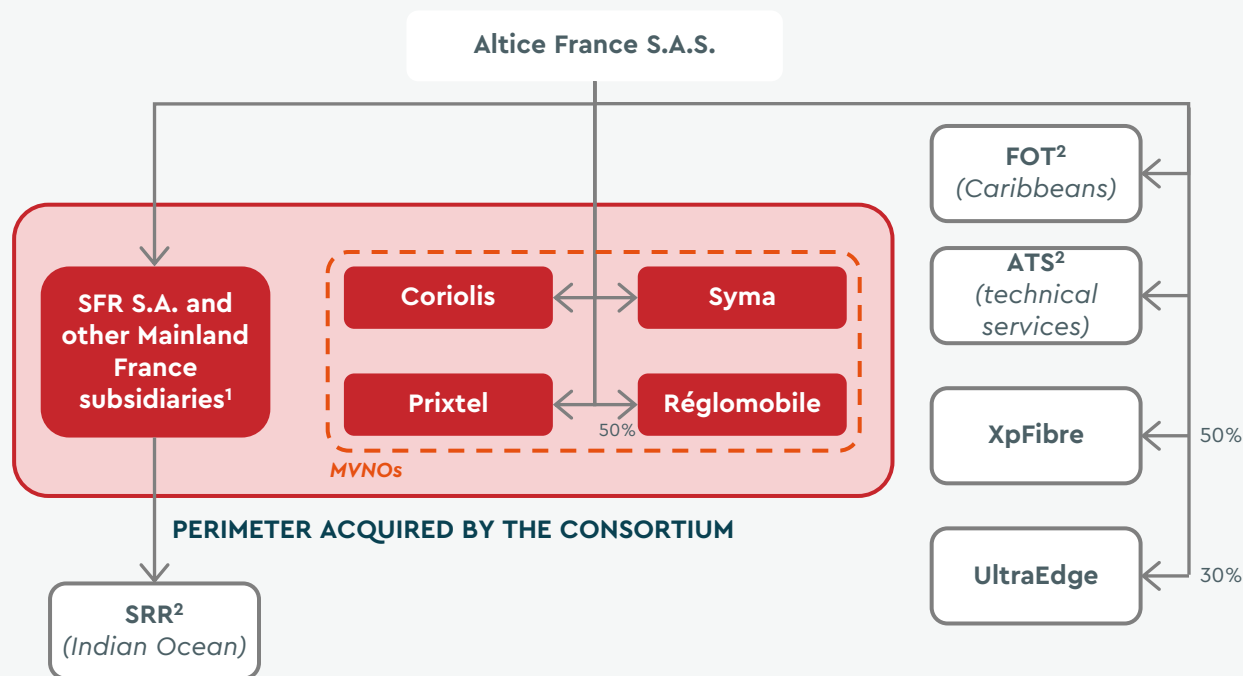 Altice France S.A.S.
FOT²
(Caribbeans)
ATS²
(technical
services)
SFR S.A. and
other Mainland
France
subsidiaries¹
Coriolis
Syma
Prixtel
Réglomobile
50%
MVNOs
XpFibre
50%
PERIMETER ACQUIRED BY THE CONSORTIUM
UltraEdge
30%
SRR²
(Indian Ocean)